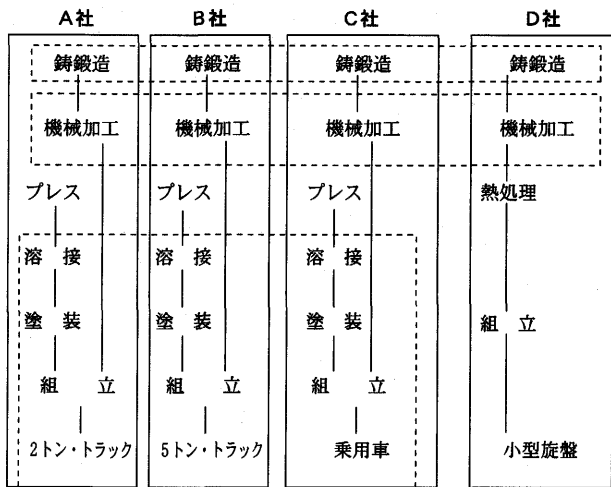 A社 B社 C社 D社
鋳鍛造 鋳鍛造 鋳鍛造 鋳鍛造
機械加工 機械加工 機械加工 機械加工
プレス プレス プレス 熱処理
溶接 溶接 溶接
塗装 塗装 塗装 組立
組立 組立 組立
2トン・トラック 5トン・トラック 乗用車 小型旋盤